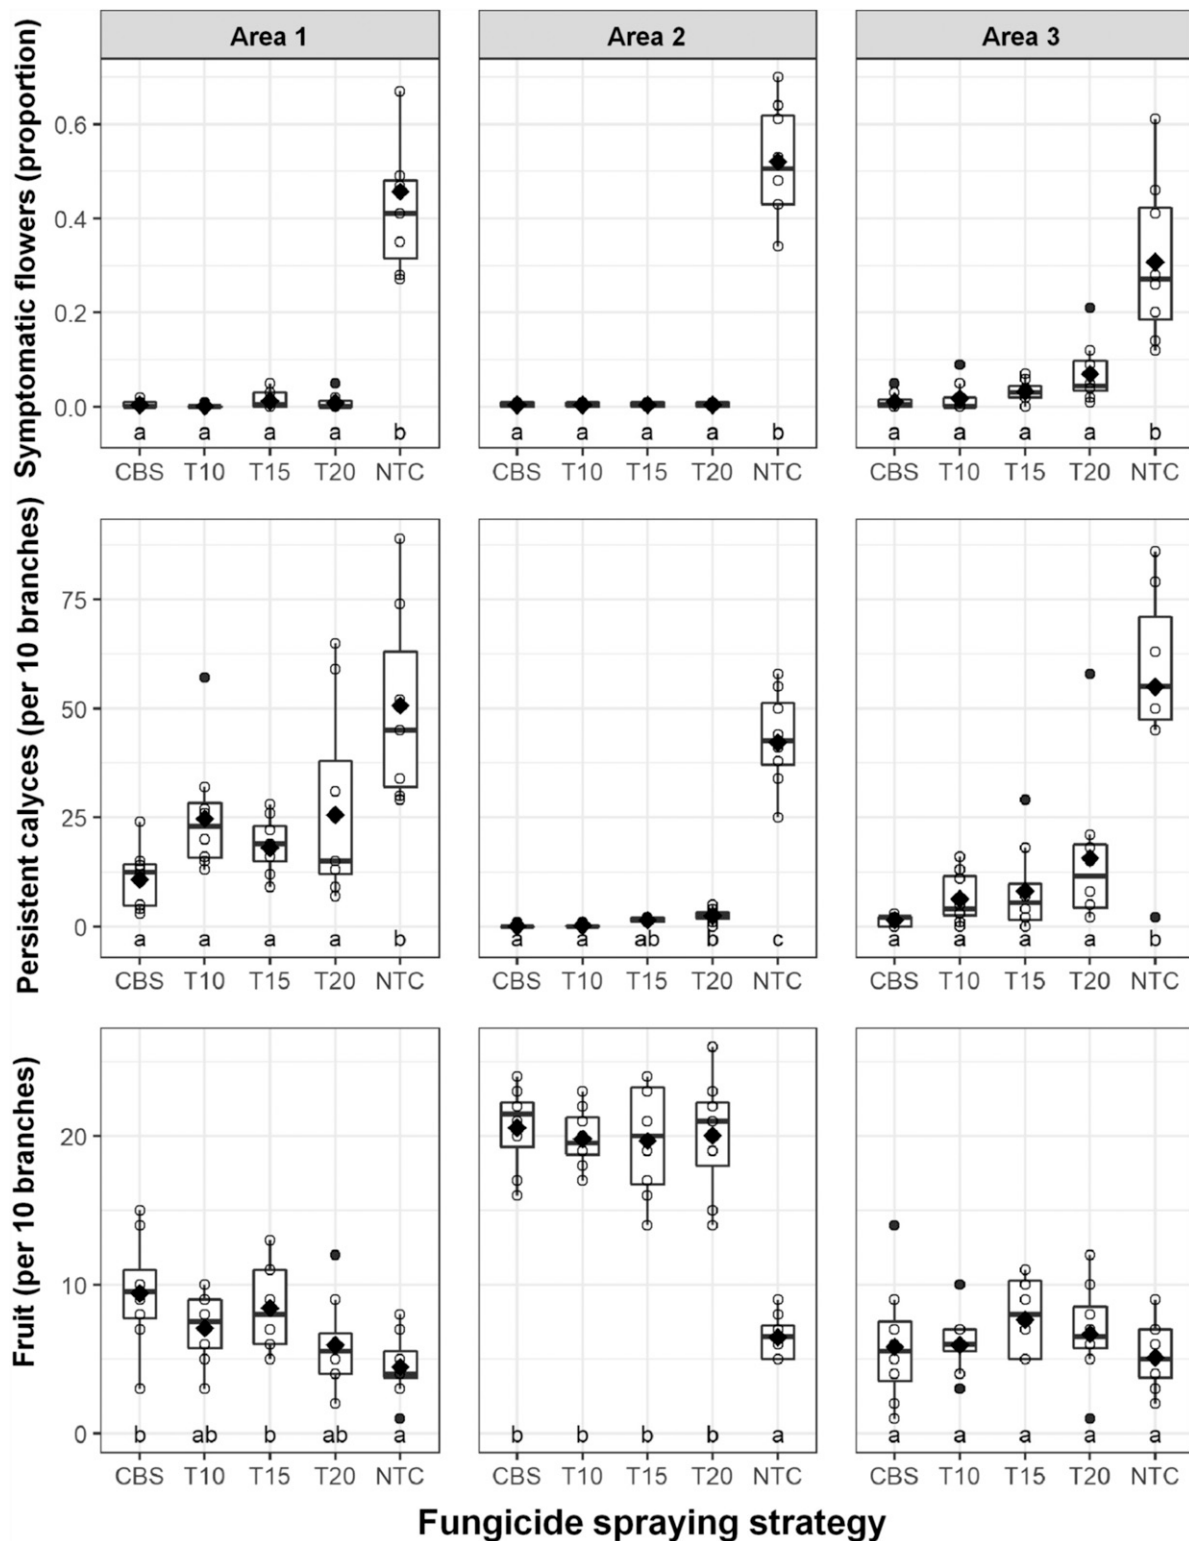 Area 1 Area 2 Area 3
Symptomatic flowers (proportion)
0.6
0.4
0.2
0.0
a a a a b a a a a b a a a a b
CBS T10 T15 T20 NTC CBS T10 T15 T20 NTC CBS T10 T15 T20 NTC
Persistent calyces (per 10 branches)
75
50
25
0
a a a a b a a ab b c a a a a b
CBS T10 T15 T20 NTC CBS T10 T15 T20 NTC CBS T10 T15 T20 NTC
Fruit (per 10 branches)
20
10
0
b ab b ab a b b b b a a a a a a
CBS T10 T15 T20 NTC CBS T10 T15 T20 NTC CBS T10 T15 T20 NTC
Fungicide spraying strategy